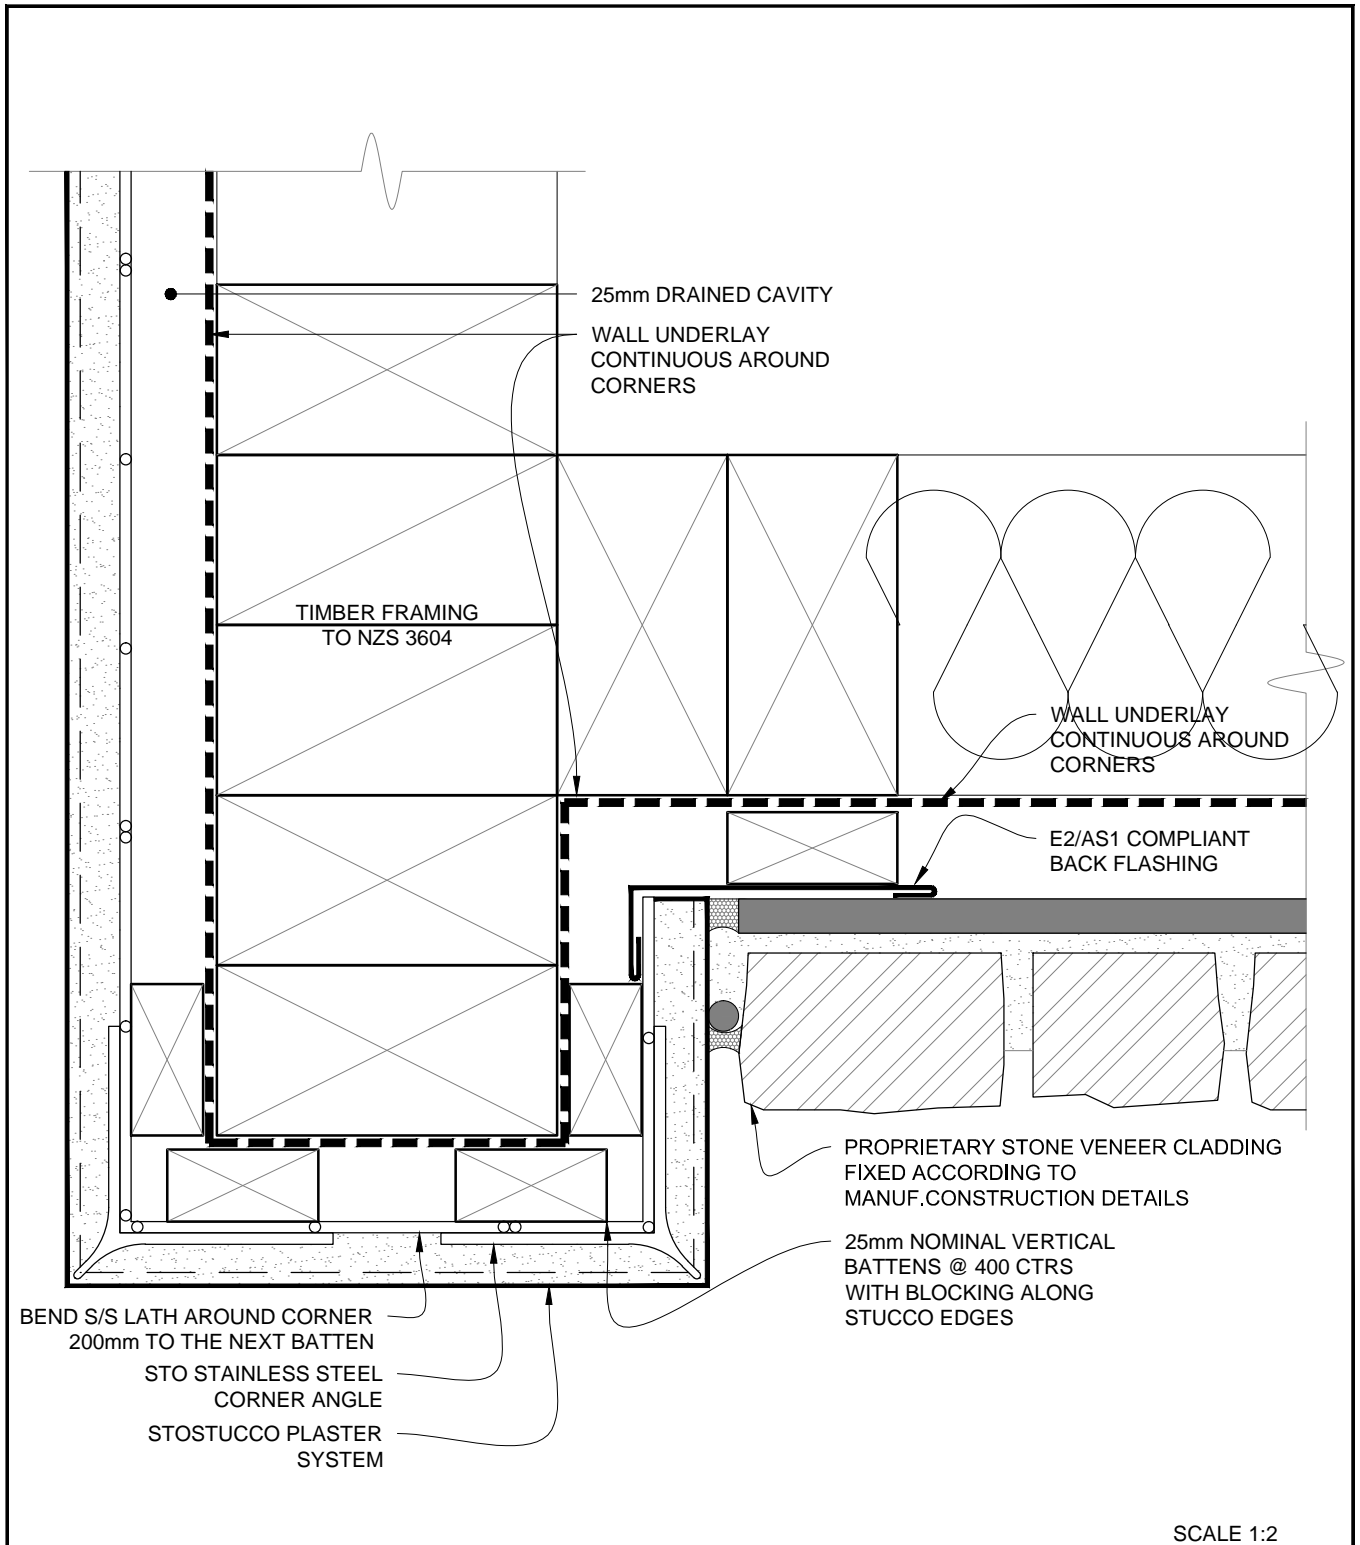 25mm DRAINED CAVITY
WALL UNDERLAY
CONTINUOUS AROUND
CORNERS
TIMBER FRAMING
TO NZS 3604
WALL UNDERLAY
CONTINUOUS AROUND
CORNERS
E2/AS1 COMPLIANT
BACK FLASHING
PROPRIETARY STONE VENEER CLADDING
FIXED ACCORDING TO
MANUF.CONSTRUCTION DETAILS
25mm NOMINAL VERTICAL
BATTENS @ 400 CTRS
WITH BLOCKING ALONG
STUCCO EDGES
BEND S/S LATH AROUND CORNER
200mm TO THE NEXT BATTEN
STO STAINLESS STEEL
CORNER ANGLE
STOSTUCCO PLASTER
SYSTEM
SCALE 1:2